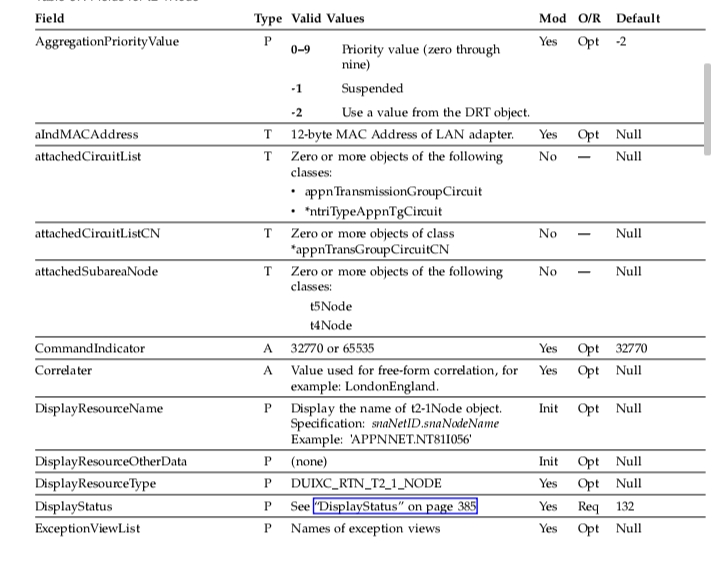 Field Type Valid Values Mod O/R Default
AggregationPriorityValue P 0–9 Priority value (zero through Yes Opt -2
nine)
-1 Suspended
-2 Use a value from the DRT object.
aIndMACAddress T 12-byte MAC Address of LAN adapter. Yes Opt Null
attachedCircuitList T Zero or more objects of the following No — Null
classes:
• appnTransmissionGroupCircuit
• *ntriTypeAppnTgCircuit
attachedCircuitListCN T Zero or more objects of class No — Null
*appnTransGroupCircuitCN
attachedSubareaNode T Zero or more objects of the following No — Null
classes:
t5Node
t4Node
CommandIndicator A 32770 or 65535 Yes Opt 32770
Correlater A Value used for free-form correlation, for Yes Opt Null
example: LondonEngland.
DisplayResourceName P Display the name of t2-1Node object. Init Opt Null
Specification: snaNetID.snaNodeName
Example: 'APPNNET.NT81I056'
DisplayResourceOtherData P (none) Init Opt Null
DisplayResourceType P DUIXC_RTN_T2_1_NODE Yes Opt Null
DisplayStatus P See “DisplayStatus” on page 385 Yes Req 132
ExceptionViewList P Names of exception views Yes Opt Null